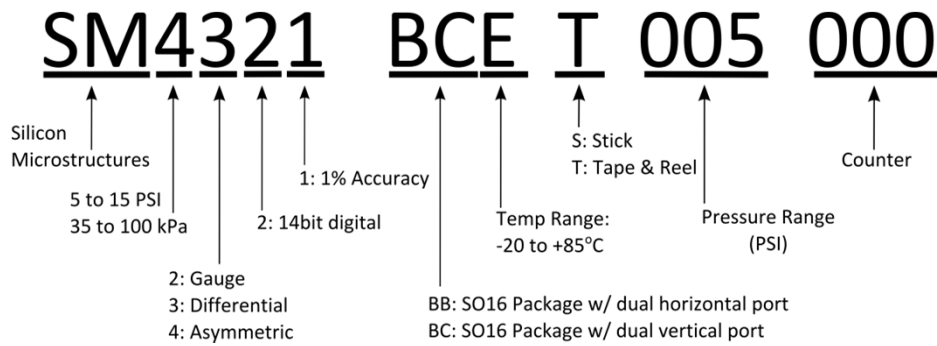 SM4321 BCE T 005 000
Silicon
Microstructures
5 to 15 PSI
35 to 100 kPa
2: Gauge
3: Differential
4: Asymmetric
2: 14bit digital
1: 1% Accuracy
BB: SO16 Package w/ dual horizontal port
BC: SO16 Package w/ dual vertical port
Temp Range:
-20 to +85°C
S: Stick
T: Tape & Reel
Pressure Range
(PSI)
Counter